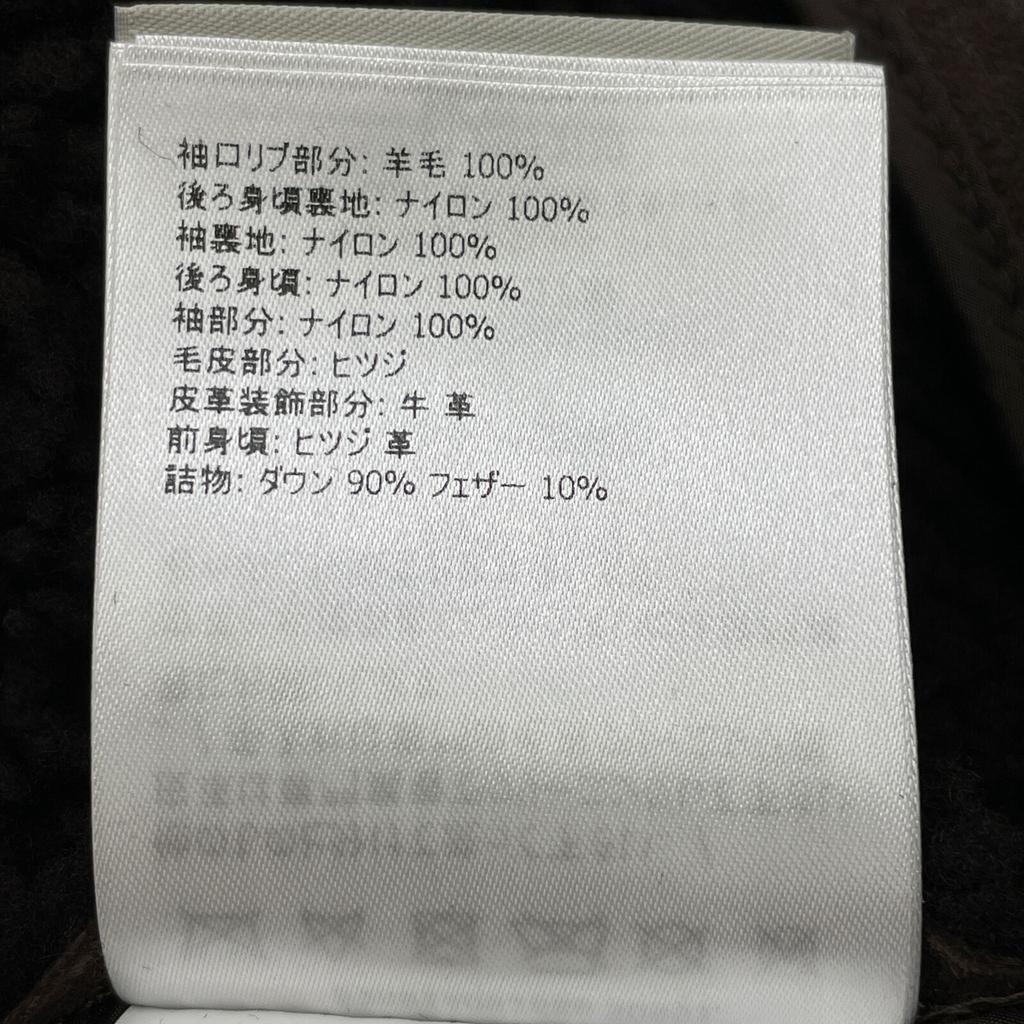 袖口リブ部分: 羊毛 100%
後ろ身頃裏地: ナイロン 100%
袖裏地: ナイロン 100%
後ろ身頃: ナイロン 100%
袖部分: ナイロン 100%
毛皮部分: ヒツジ
皮革装飾部分: 牛 革
前身頃: ヒツジ 革
詰物: ダウン 90% フェザー 10%